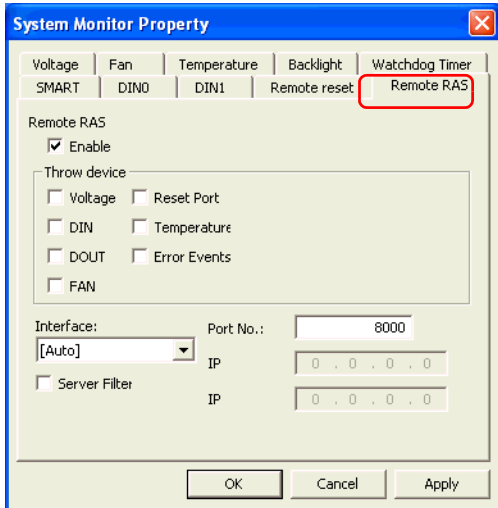 System Monitor Property
Voltage Fan Temperature Backlight Watchdog Timer
SMART DIN0 DIN1 Remote reset Remote RAS
Remote RAS
Enable
Throw device
Voltage Reset Port
DIN Temperature
DOUT Error Events
FAN
Interface: Port No.: 8000
[Auto]
IP 0 . 0 . 0 . 0
Server Filter
IP 0 . 0 . 0 . 0
OK Cancel Apply